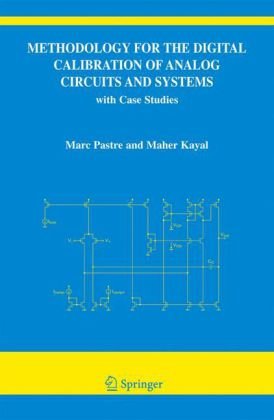 METHODOLOGY FOR THE DIGITAL
CALIBRATION OF ANALOG
CIRCUITS AND SYSTEMS
with Case Studies
Marc Pastre and Maher Kayal
Springer